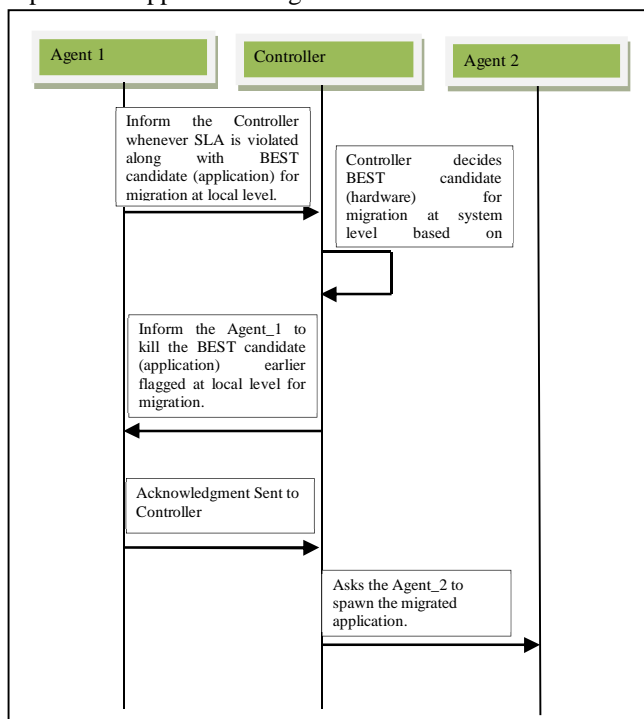 Agent 1
Controller
Agent 2
Inform the Controller
whenever SLA is violated
along with BEST
candidate (application) for
migration at local level.
Controller decides
BEST candidate
(hardware) for
migration at system
level based on
Inform the Agent_1 to
kill the BEST candidate
(application) earlier
flagged at local level for
migration.
Acknowledgment Sent to
Controller
Asks the Agent_2 to
spawn the migrated
application.